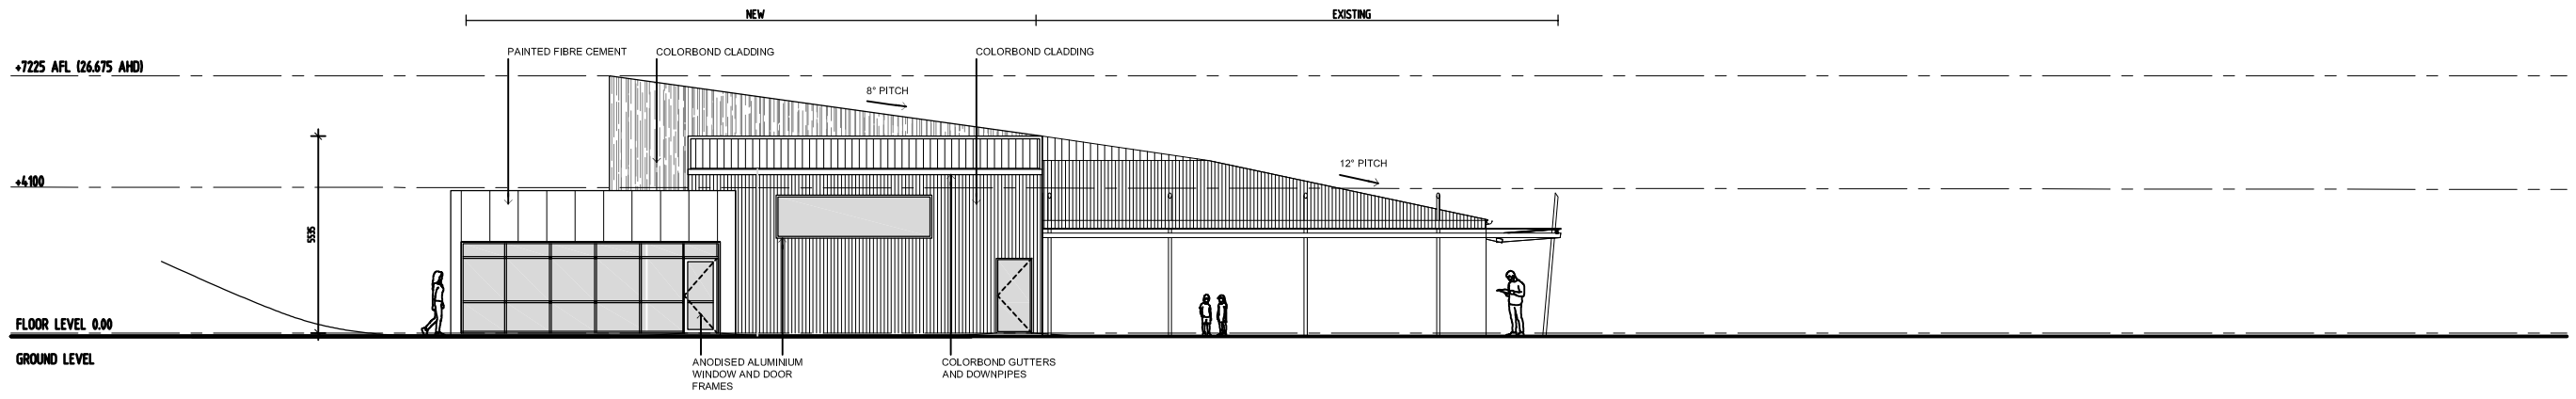 NEW
EXISTING
PAINTED FIBRE CEMENT
COLORBOND CLADDING
COLORBOND CLADDING
+7225 AFL (26.675 AHD)
8° PITCH
12° PITCH
+4100
5535
FLOOR LEVEL 0.00
GROUND LEVEL
ANODISED ALUMINIUM
WINDOW AND DOOR
FRAMES
COLORBOND GUTTERS
AND DOWNPIPES